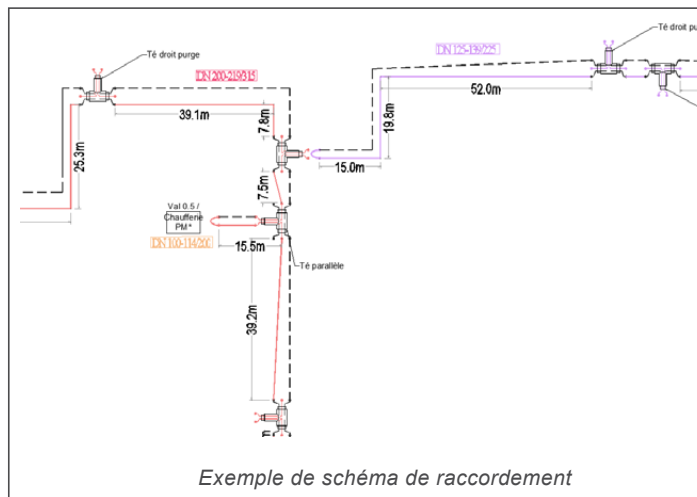 Té droit purge
DN 200-219/315
DN 125-139/225
Té droit pu
39.1m
7.8m
25.3m
52.0m
19.8m
15.0m
7.5m
Val 0.5 /
Chaufferie
PM*
DN 100-114/200
15.5m
Té parallèle
39.2m
Exemple de schéma de raccordement